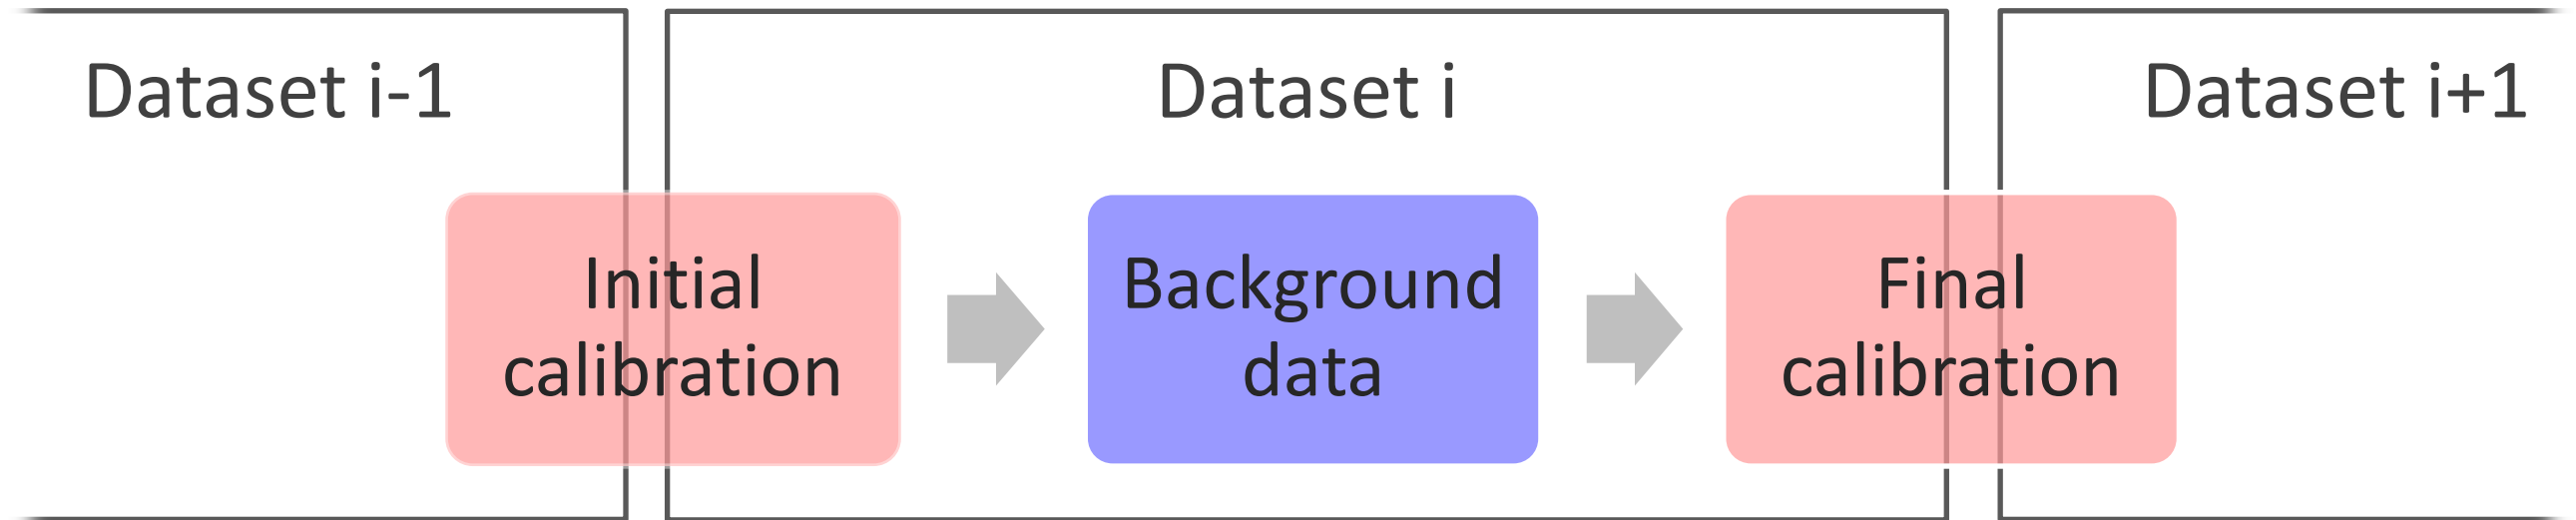 Dataset i-1
Dataset i
Dataset i+1
Initial
calibration
Background
data
Final
calibration